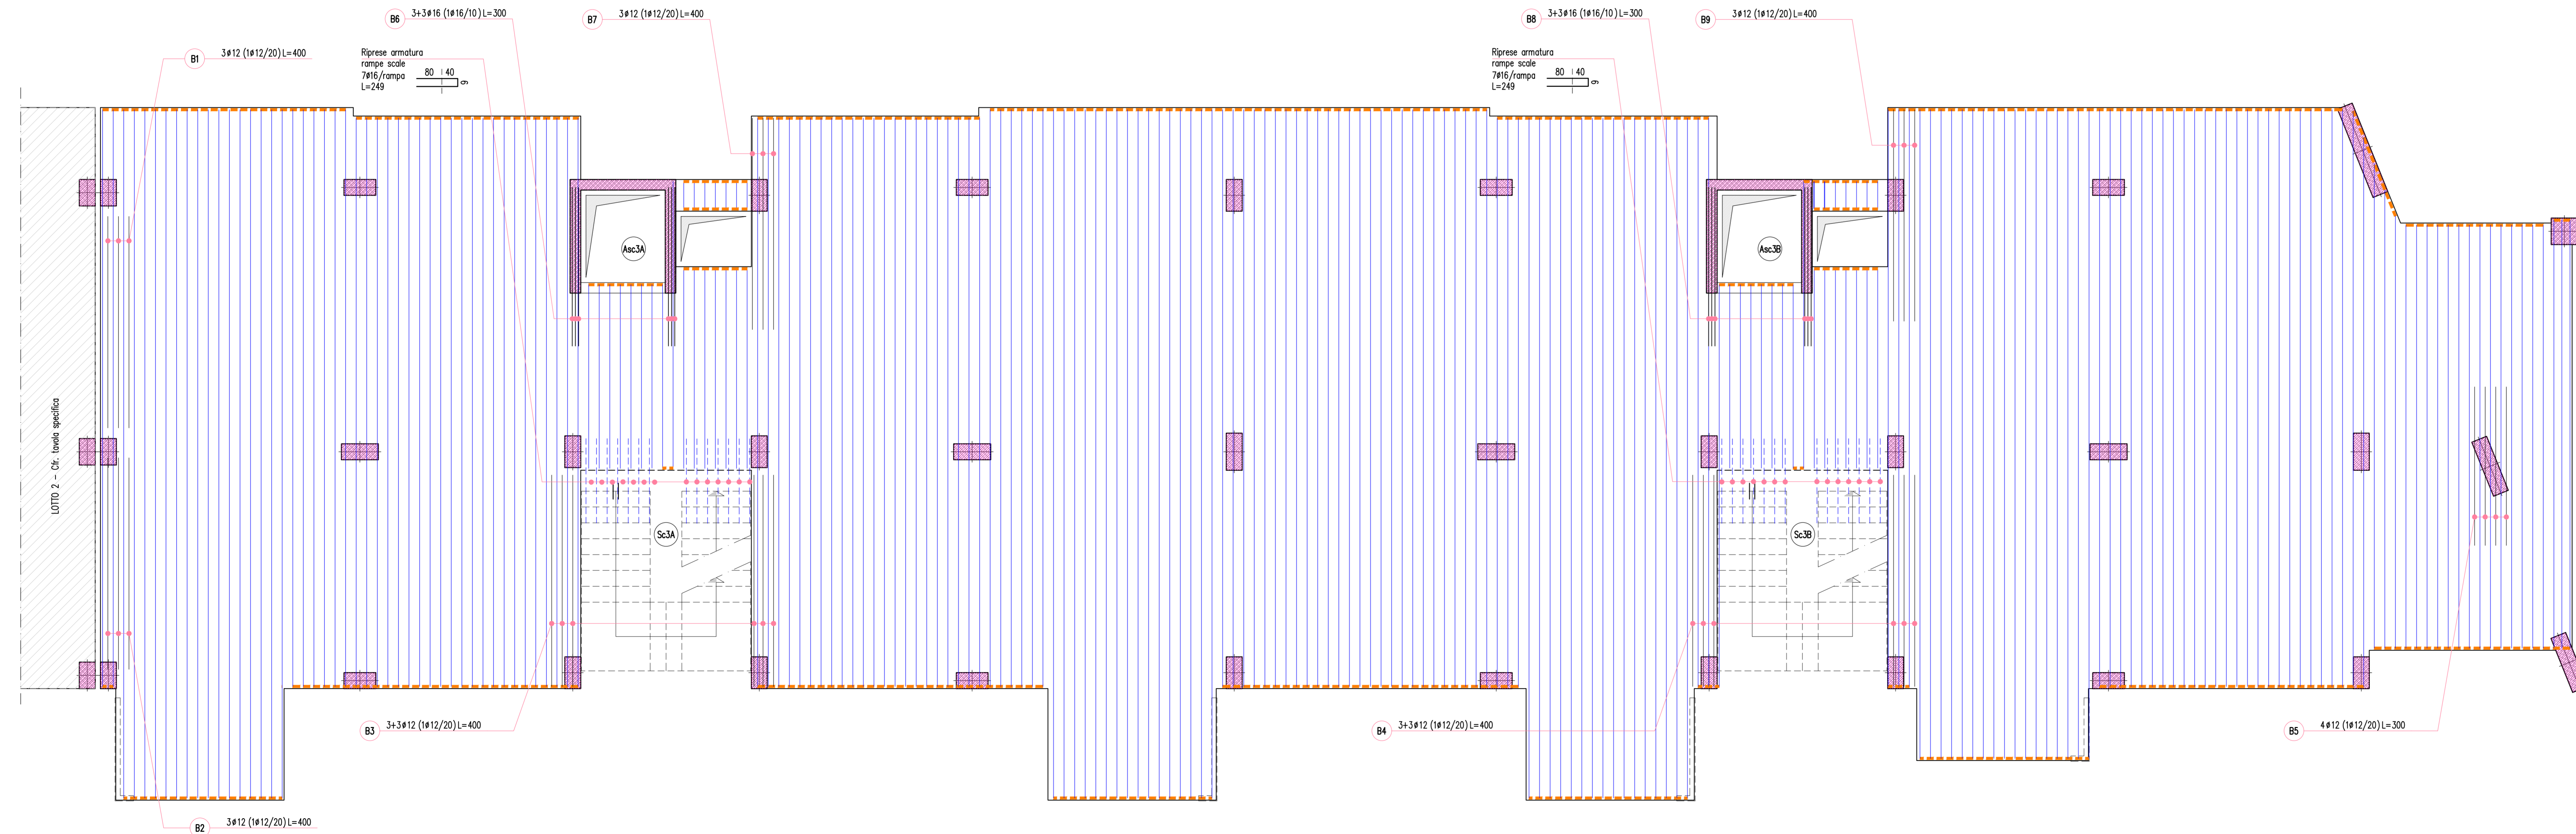 B6
3+3ø16 (1ø16/10) L=300
B7
3ø12 (1ø12/20) L=400
B8
3+3ø16 (1ø16/10) L=300
B9
3ø12 (1ø12/20) L=400
B1
3ø12 (1ø12/20) L=400
Riprese armatura
rampe scale
7ø16/rampa
L=249
80 40
9
Riprese armatura
rampe scale
7ø16/rampa
L=249
80 40
9
Asc3A
Asc3B
LOTTO 2 - Cfr. tavola specifica
Sc3A
Sc3B
B3
3+3ø12 (1ø12/20) L=400
B4
3+3ø12 (1ø12/20) L=400
B5
4ø12 (1ø12/20) L=300
B2
3ø12 (1ø12/20) L=400